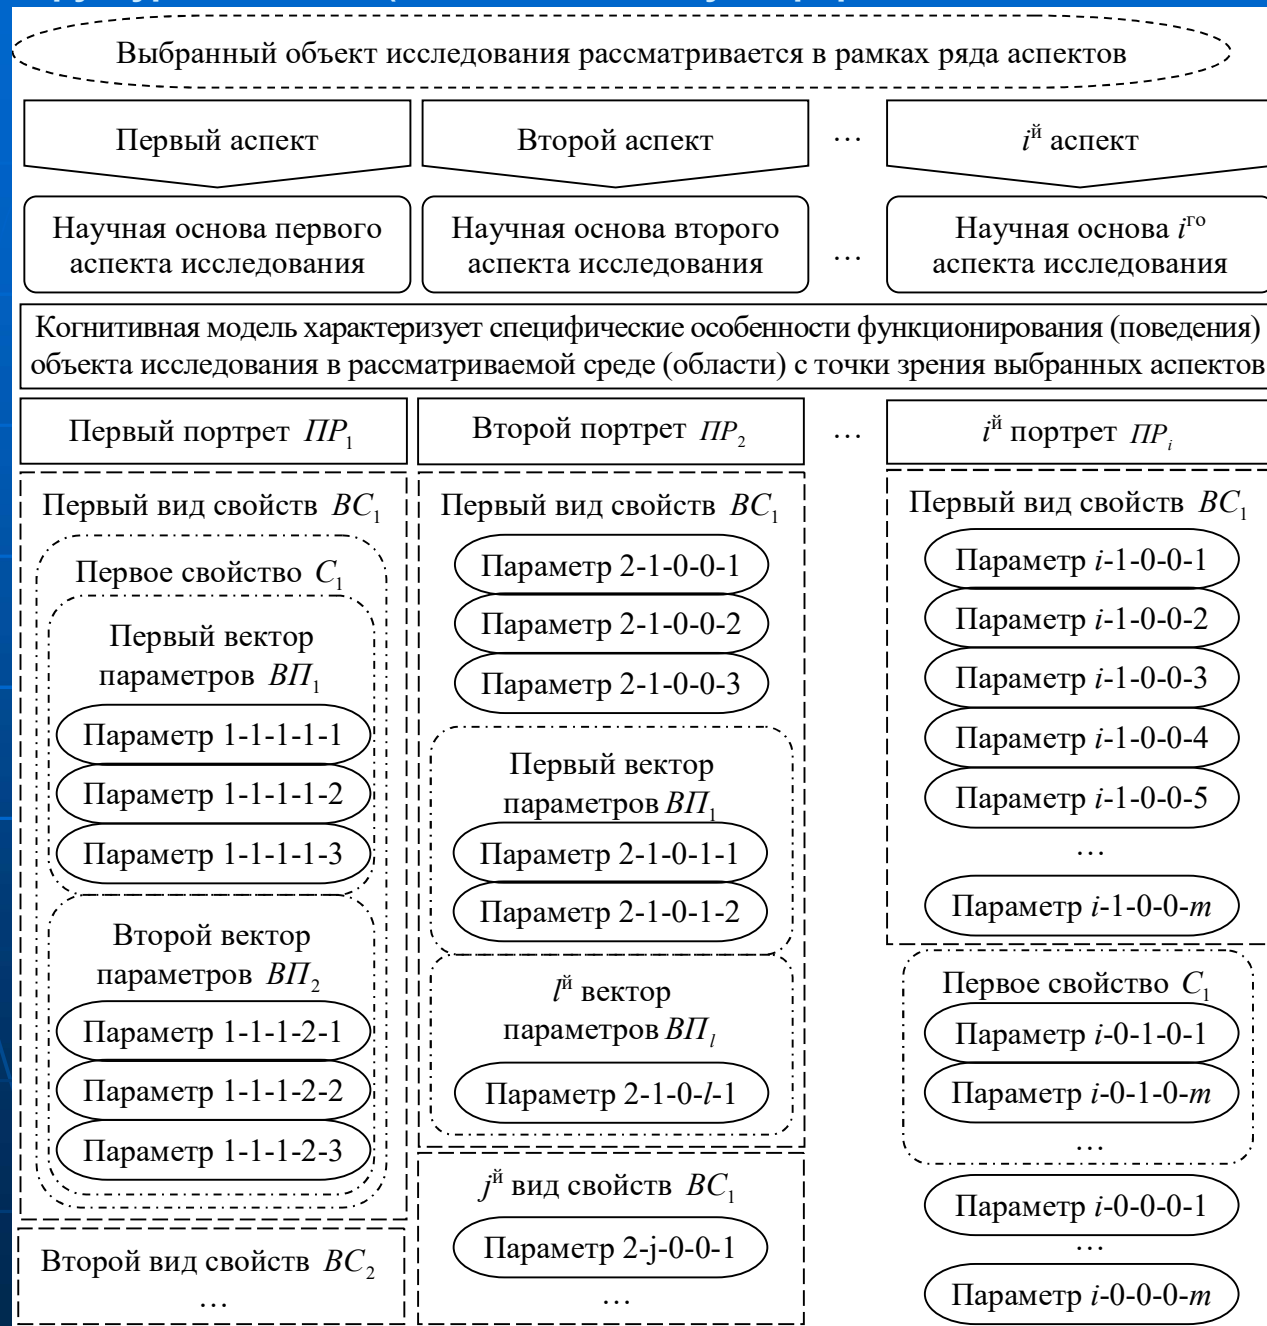 Выбранный объект исследования рассматривается в рамках ряда аспектов
Первый аспект
Второй аспект
…
iй аспект
Научная основа первого
аспекта исследования
Научная основа второго
аспекта исследования
…
Научная основа iго
аспекта исследования
Когнитивная модель характеризует специфические особенности функционирования (поведения)
объекта исследования в рассматриваемой среде (области) с точки зрения выбранных аспектов
Первый портрет ПР1
Второй портрет ПР2
…
iй портрет ПРi
Первый вид свойств ВС1
Первое свойство С1
Первый вектор
параметров ВП1
Параметр 1-1-1-1-1
Параметр 1-1-1-1-2
Параметр 1-1-1-1-3
Второй вектор
параметров ВП2
Параметр 1-1-1-2-1
Параметр 1-1-1-2-2
Параметр 1-1-1-2-3
Второй вид свойств ВС2
…
Первый вид свойств ВС1
Параметр 2-1-0-0-1
Параметр 2-1-0-0-2
Параметр 2-1-0-0-3
Первый вектор
параметров ВП1
Параметр 2-1-0-1-1
Параметр 2-1-0-1-2
lй вектор
параметров ВПl
Параметр 2-1-0-l-1
jй вид свойств ВС1
Параметр 2-j-0-0-1
…
Первый вид свойств ВС1
Параметр i-1-0-0-1
Параметр i-1-0-0-2
Параметр i-1-0-0-3
Параметр i-1-0-0-4
Параметр i-1-0-0-5
…
Параметр i-1-0-0-m
Первое свойство С1
Параметр i-0-1-0-1
Параметр i-0-1-0-m
…
Параметр i-0-0-0-1
…
Параметр i-0-0-0-m